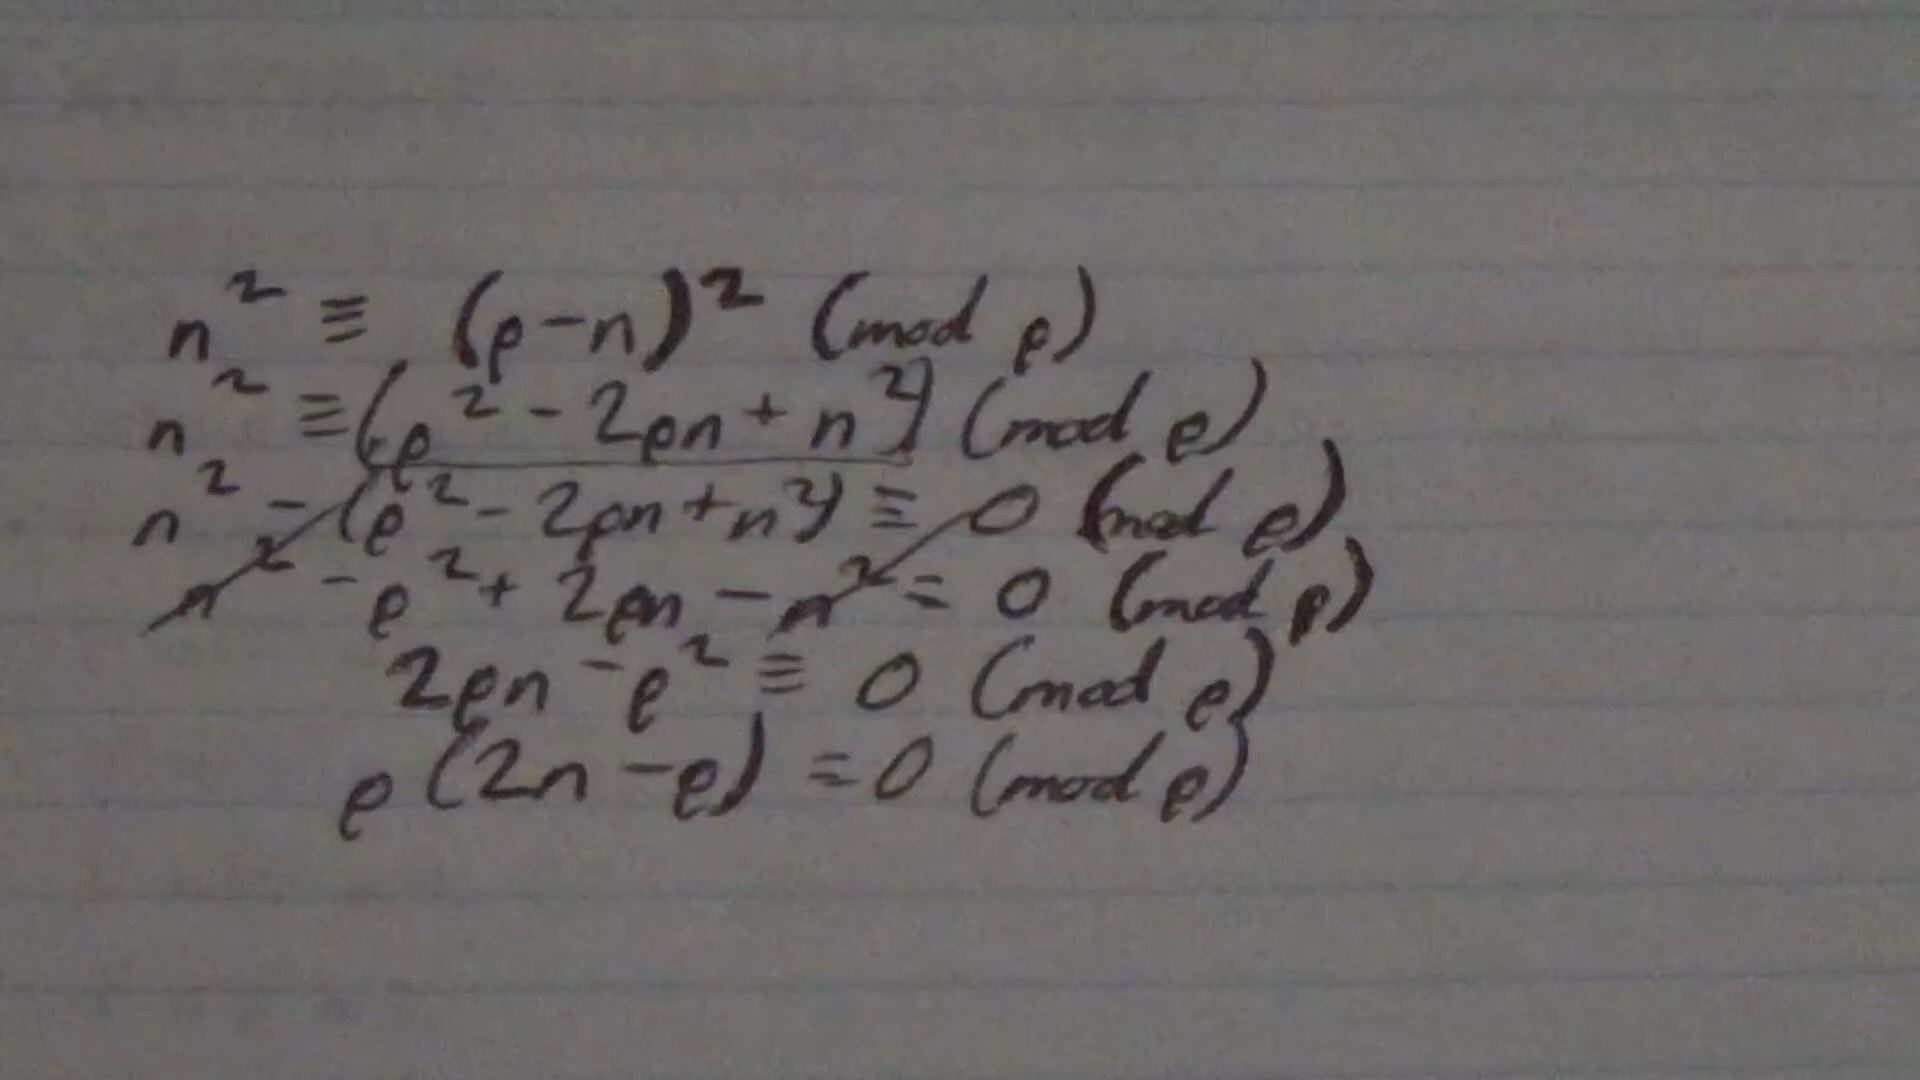 n² ≡ (p-n)² (mod p)
n² ≡ (p² - 2pn + n²) (mod p)
n² - (p² - 2pn + n²) ≡ 0 (mod p)
n² - p² + 2pn - n² = 0 (mod p)
2pn - p² ≡ 0 (mod p)
p(2n - p) = 0 (mod p)